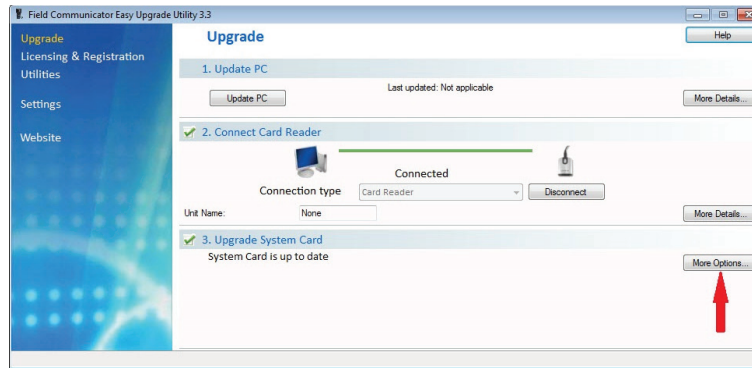 Field Communicator Easy Upgrade Utility 3.3
Upgrade
Licensing & Registration
Utilities
Settings
Website
Upgrade
Help
1. Update PC
Update PC
Last updated: Not applicable
More Details...
2. Connect Card Reader
Connected
Connection type
Card Reader
Disconnect
Unit Name:
None
More Details...
3. Upgrade System Card
System Card is up to date
More Options...